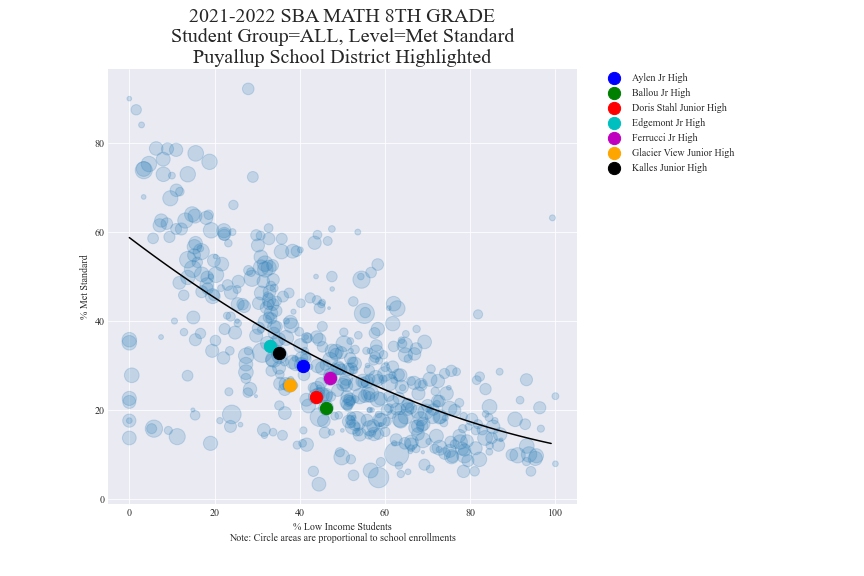 2021-2022 SBA MATH 8TH GRADE
Student Group=ALL, Level=Met Standard
Puyallup School District Highlighted
Aylen Jr High
Ballou Jr High
Doris Stahl Junior High
Edgemont Jr High
Ferrucci Jr High
Glacier View Junior High
Kalles Junior High
% Met Standard
80
60
40
20
0
0 20 40 60 80 100
% Low Income Students
Note: Circle areas are proportional to school enrollments